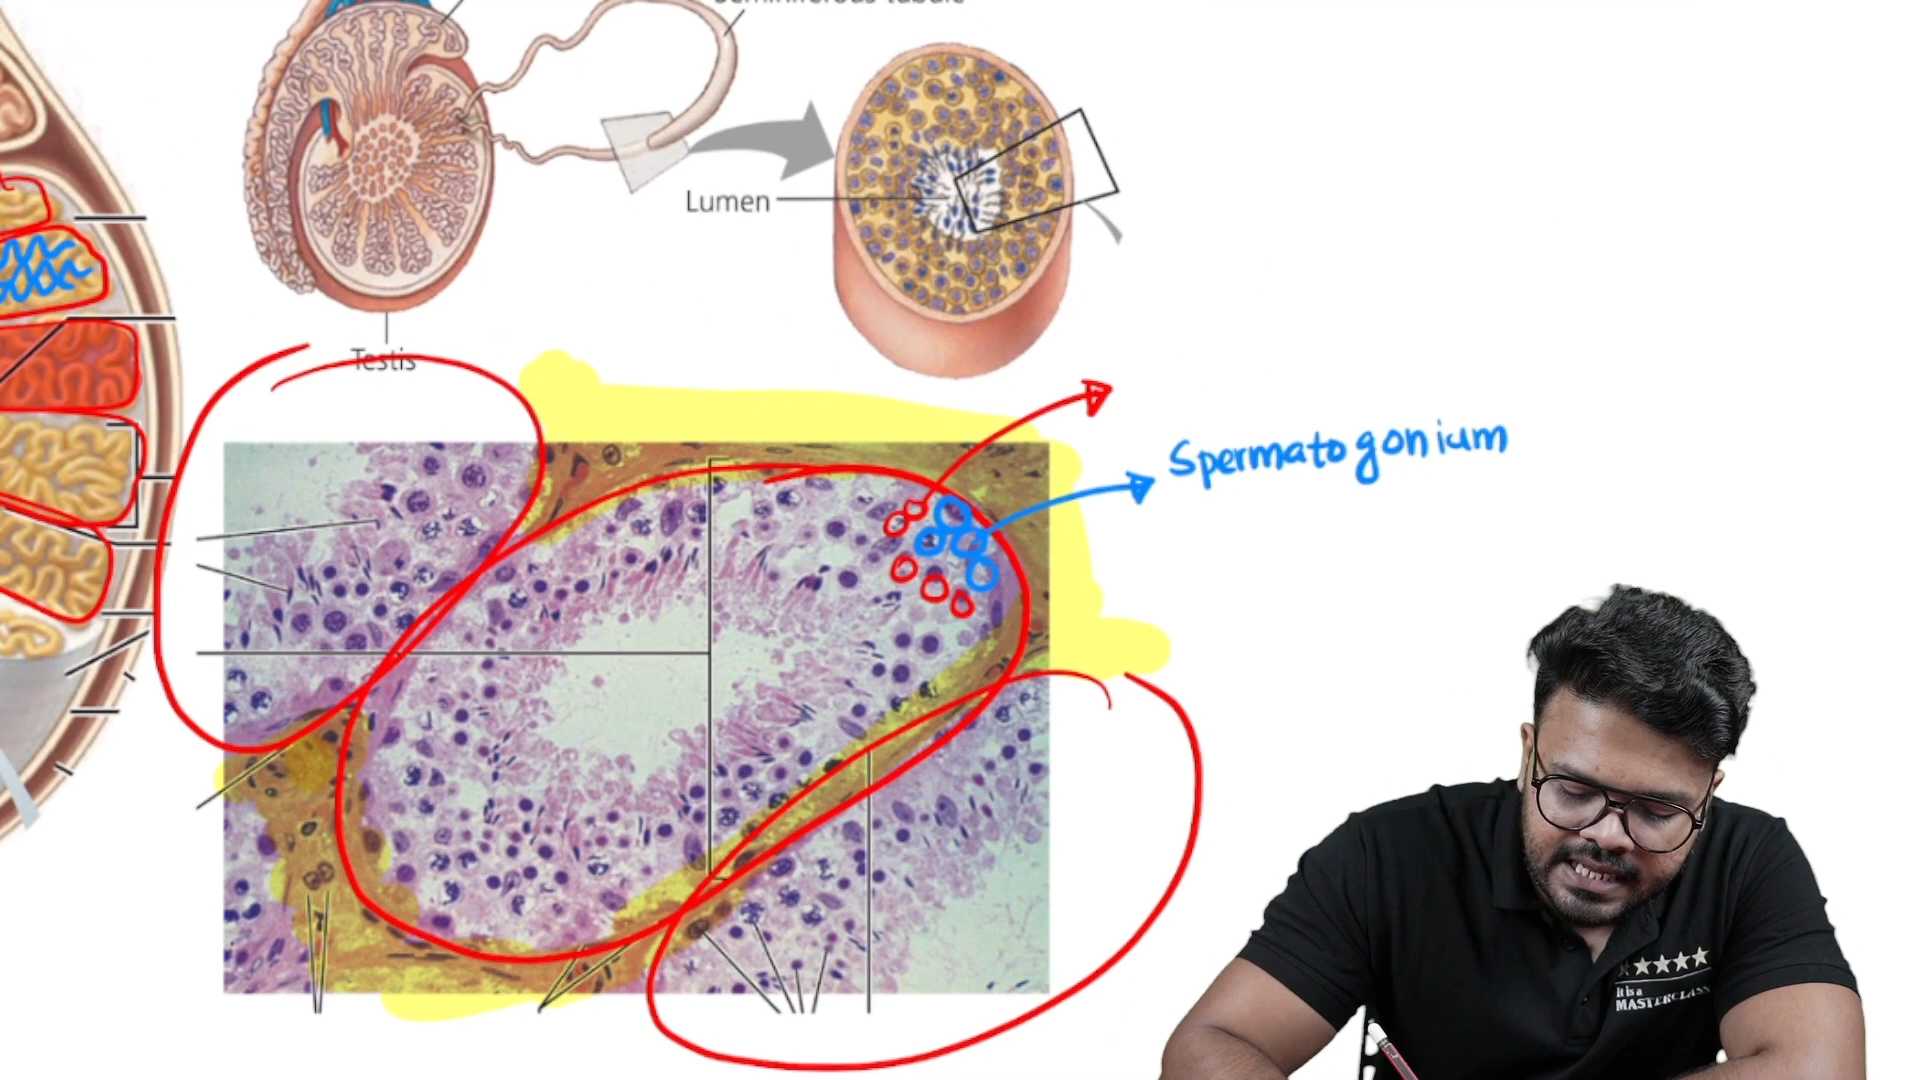 Seminiferous tubule
Lumen
Testis
Spermatogonium
It is a
MASTERCLASS